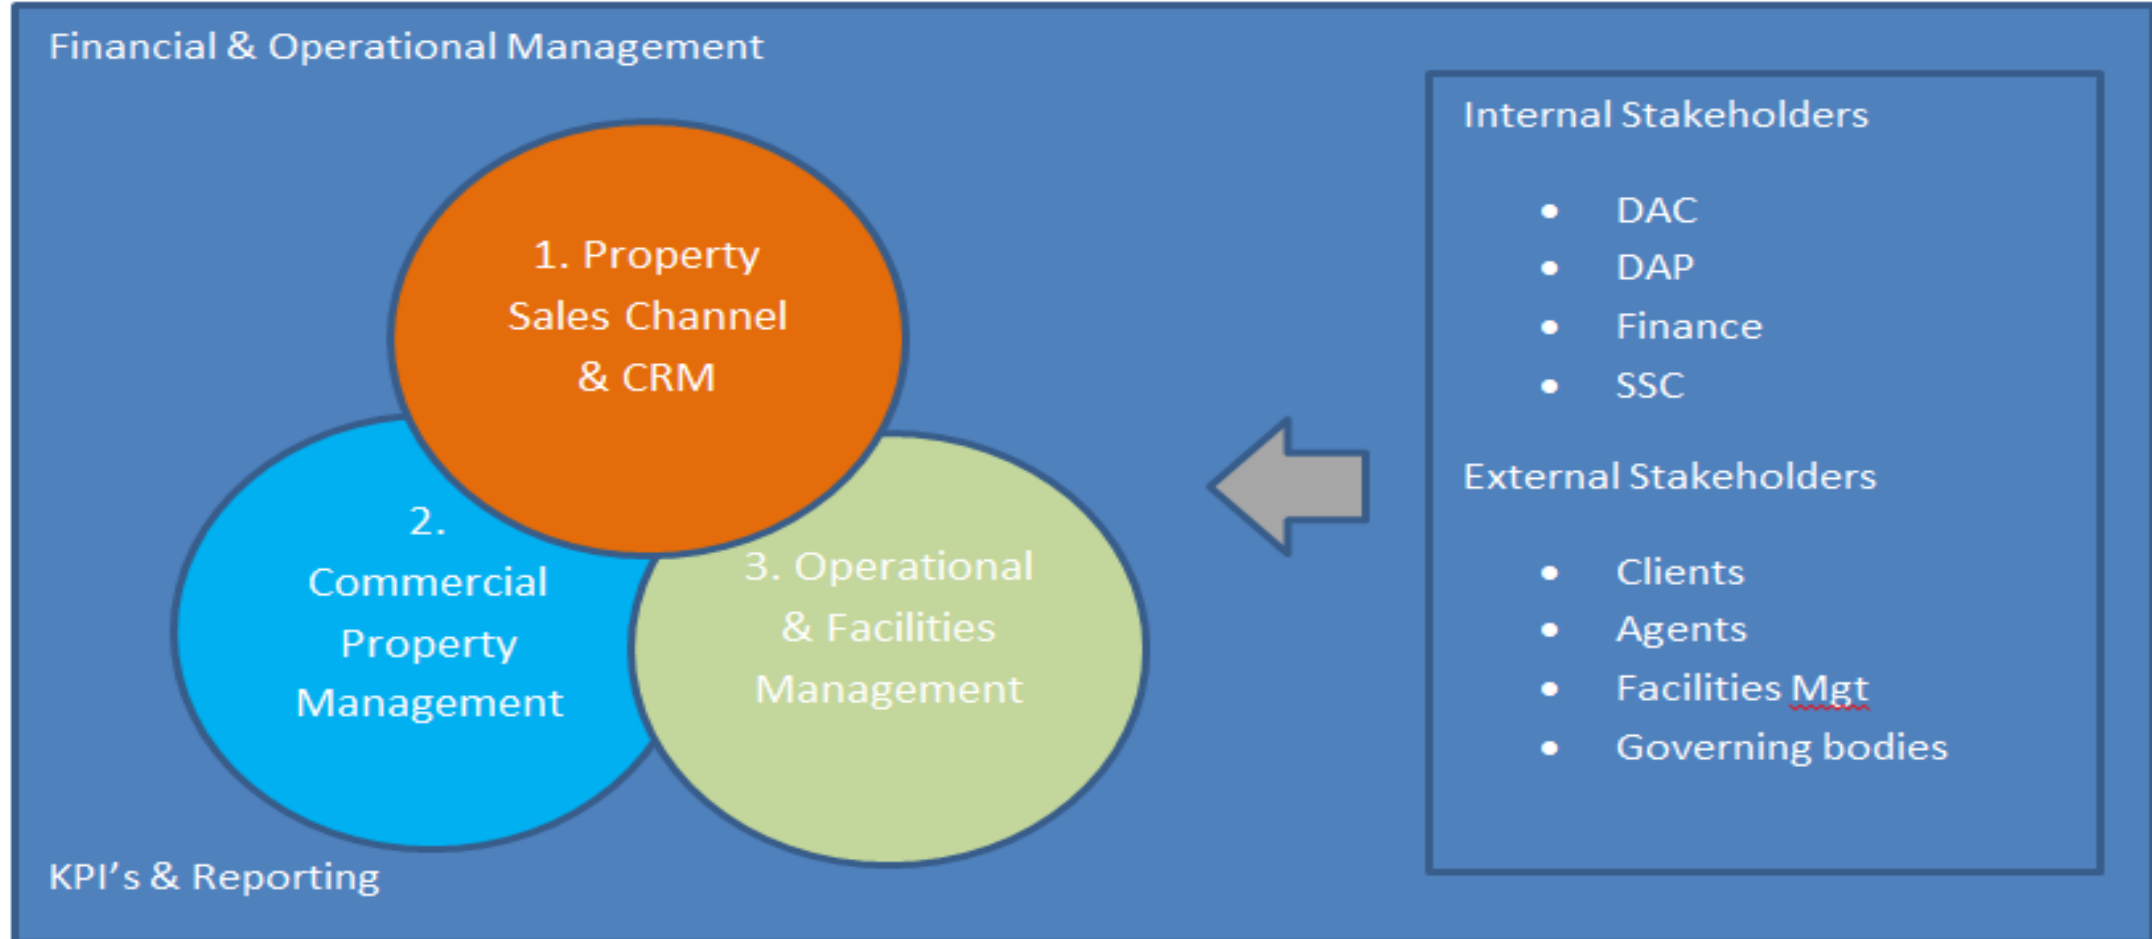 Financial & Operational Management
1. Property
Sales Channel
& CRM
2.
Commercial
Property
Management
3. Operational
& Facilities
Management
KPI's & Reporting
Internal Stakeholders
• DAC
• DAP
• Finance
• SSC
External Stakeholders
• Clients
• Agents
• Facilities Mgt
• Governing bodies